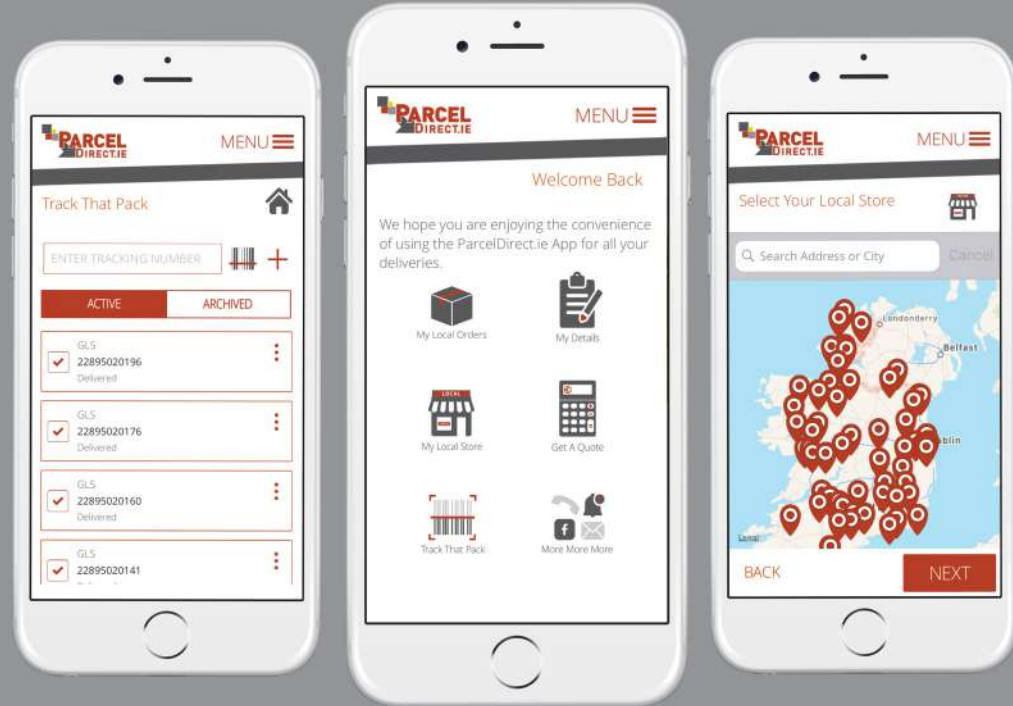 PARCEL
DIRECT.IE
MENU
Track That Pack
ENTER TRACKING NUMBER
ACTIVE
ARCHIVED
GLS
22895020196
Delivered
GLS
22895020176
Delivered
GLS
22895020160
Delivered
GLS
22895020141
Delivered
PARCEL
DIRECT.IE
MENU
Welcome Back
We hope you are enjoying the convenience
of using the ParcelDirect.ie App for all your
deliveries.
My Local Orders
My Details
LOCAL
My Local Store
Get A Quote
Track That Pack
More More More
PARCEL
DIRECT.IE
MENU
Select Your Local Store
Search Address or City
Cancel
Londonderry
Belfast
blin
Legal
BACK
NEXT